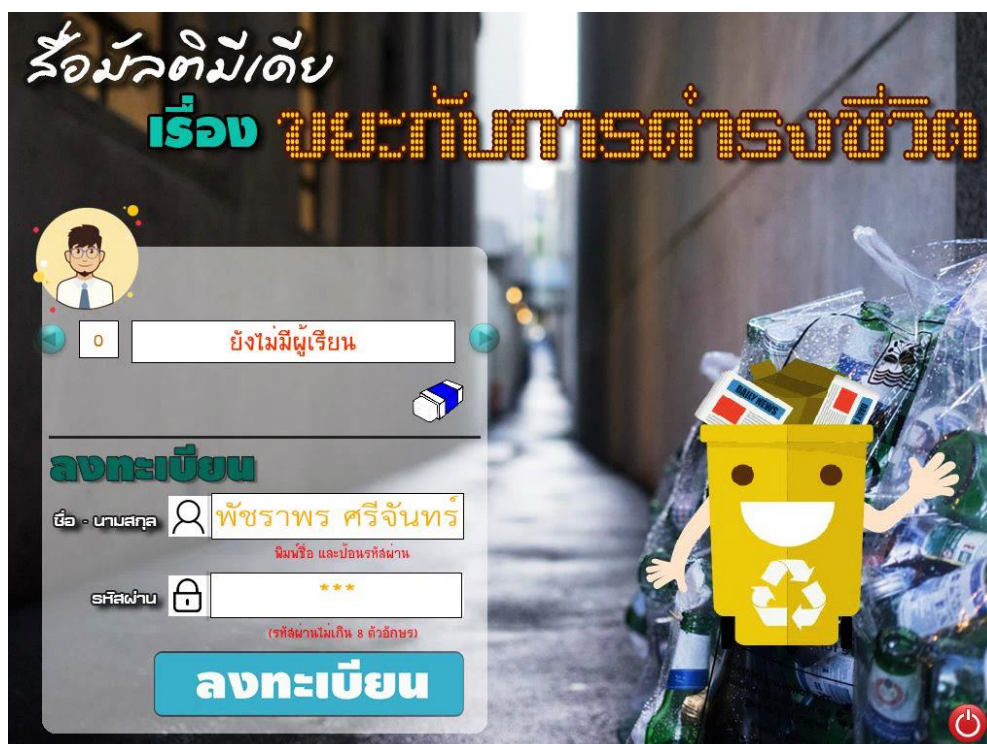 สื่อมัลติมีเดีย
เรื่อง ขยะกับการดำรงชีวิต
0 ยังไม่มีผู้เรียน
DAILY NEWS
ลงทะเบียน
ชื่อ - นามสกุล พัชราพร ศรีจันทร์
พิมพ์ชื่อ และป้อนรหัสผ่าน
รหัสผ่าน ***
(รหัสผ่านไม่เกิน 8 ตัวอักษร)
ลงทะเบียน